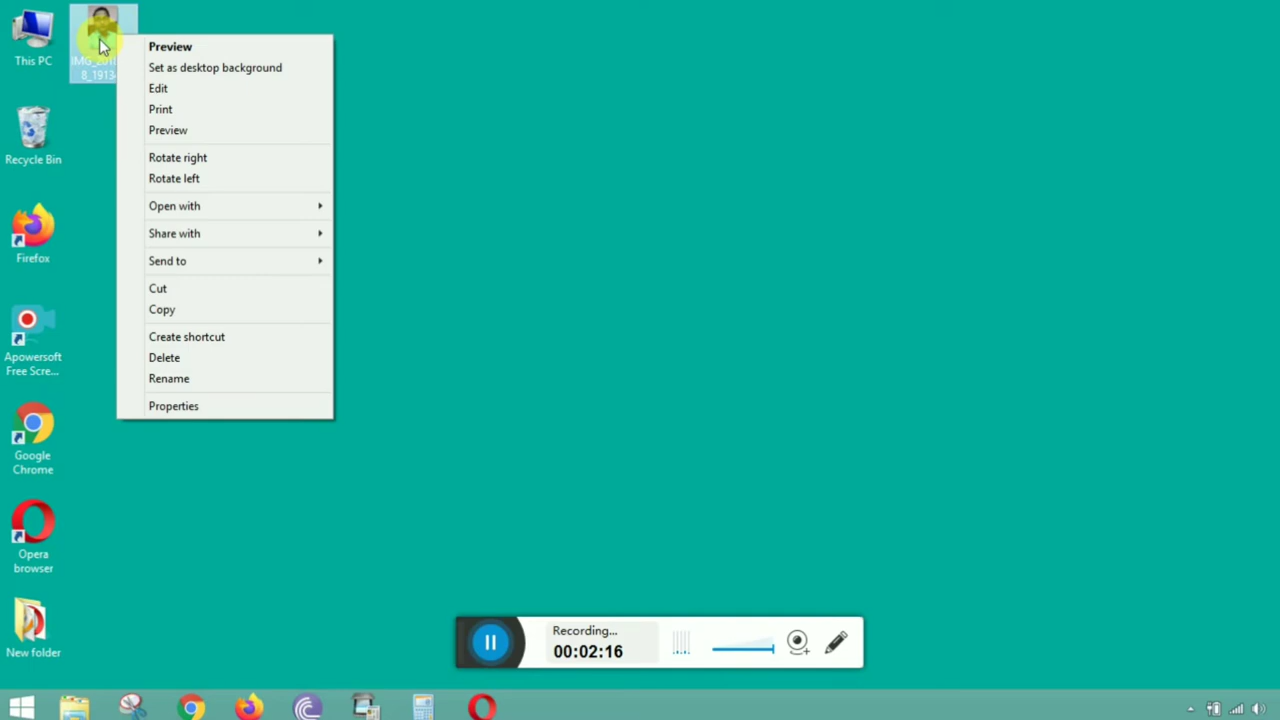 This PC
IMG_201
8_1913
Recycle Bin
Firefox
Apowersoft
Free Scre...
Google
Chrome
Opera
browser
New folder
Preview
Set as desktop background
Edit
Print
Preview
Rotate right
Rotate left
Open with
Share with
Send to
Cut
Copy
Create shortcut
Delete
Rename
Properties
Recording...
00:02:16